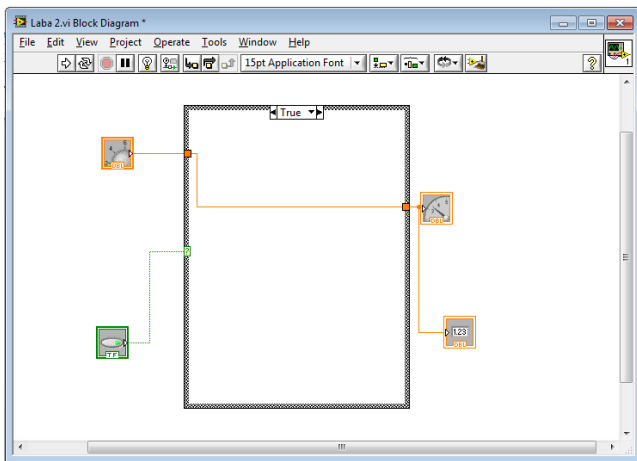 Laba 2.vi Block Diagram *
File Edit View Project Operate Tools Window Help
15pt Application Font
?
1
True
DBL
?
DBL
TF
1.23
DBL